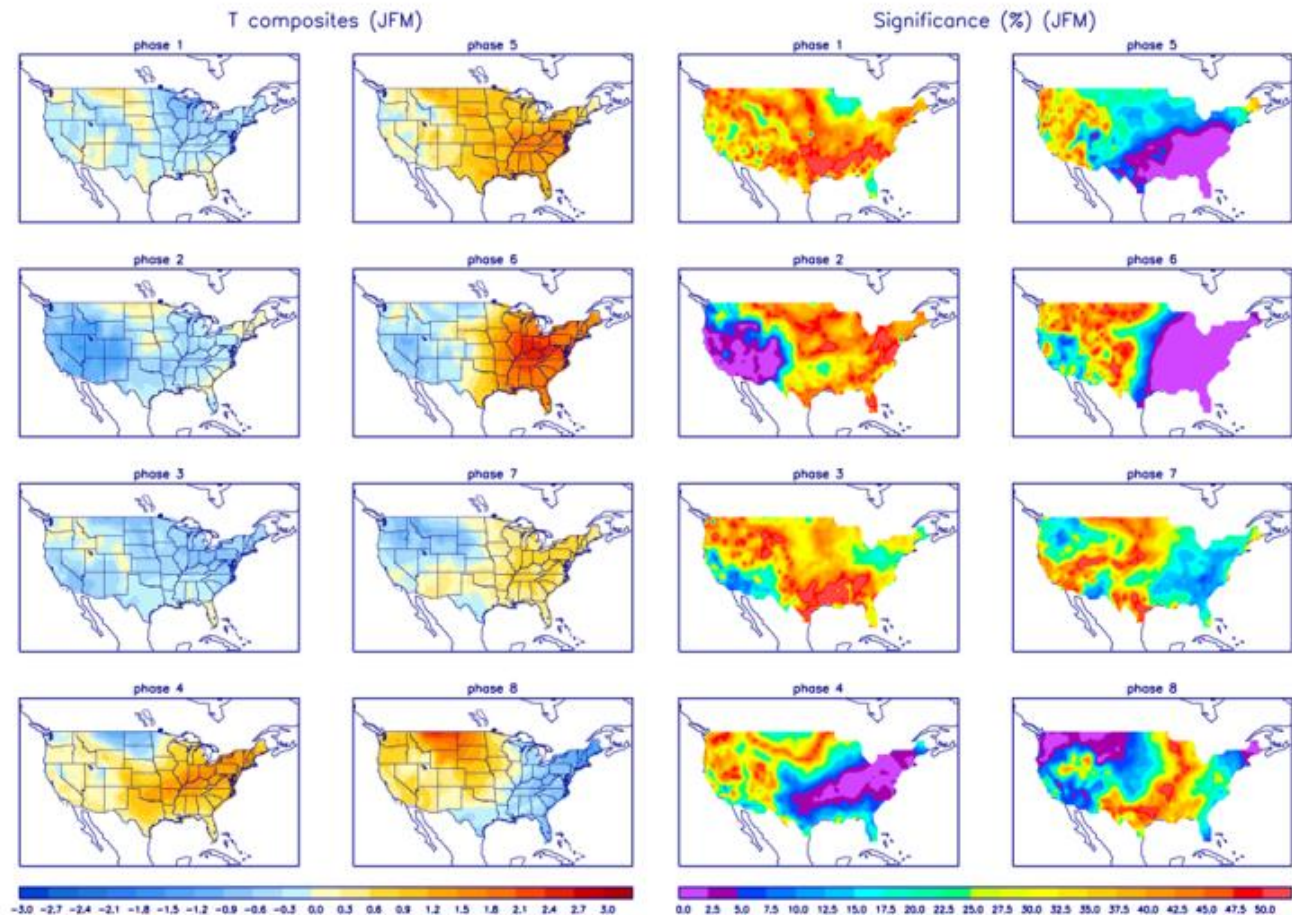 T composites (JFM)
Significance (%) (JFM)
phase 1
phase 5
phase 1
phase 5
phase 2
phase 6
phase 2
phase 6
phase 3
phase 7
phase 3
phase 7
phase 4
phase 8
phase 4
phase 8
-3.0 -2.7 -2.4 -2.1 -1.8 -1.5 -1.2 -0.9 -0.6 -0.3 0.0 0.3 0.6 0.9 1.2 1.5 1.8 2.1 2.4 2.7 3.0
0.0 2.5 5.0 7.5 10.0 12.5 15.0 17.5 20.0 22.5 25.0 27.5 30.0 32.5 35.0 37.5 40.0 42.5 45.0 47.5 50.0